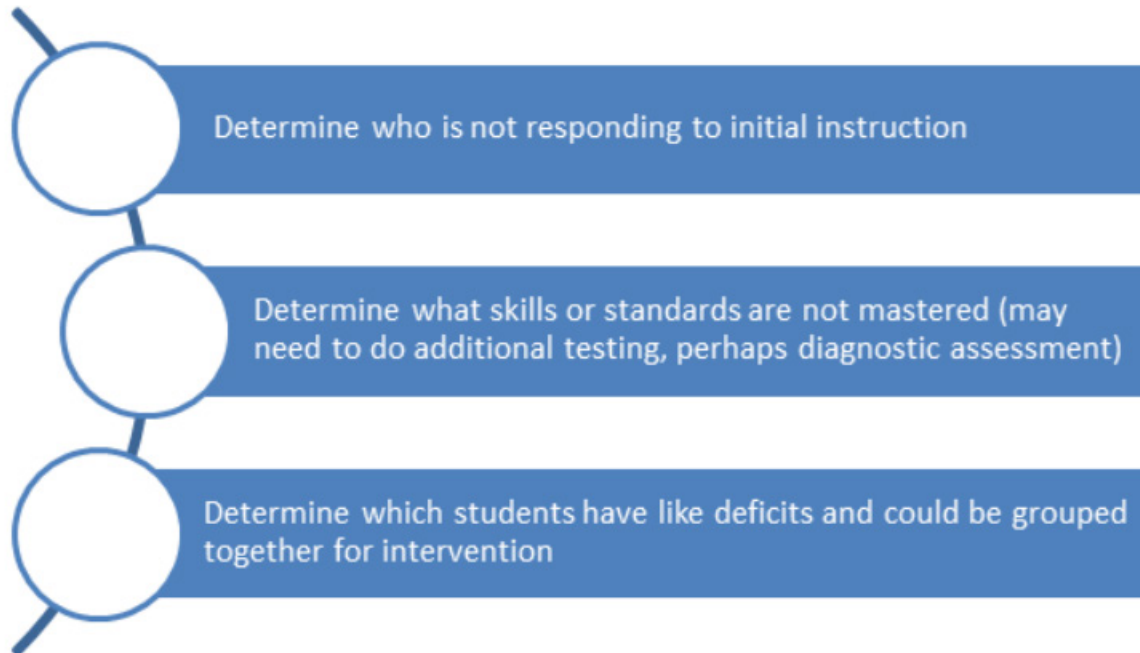 Determine who is not responding to initial instruction
Determine what skills or standards are not mastered (may
need to do additional testing, perhaps diagnostic assessment)
Determine which students have like deficits and could be grouped
together for intervention